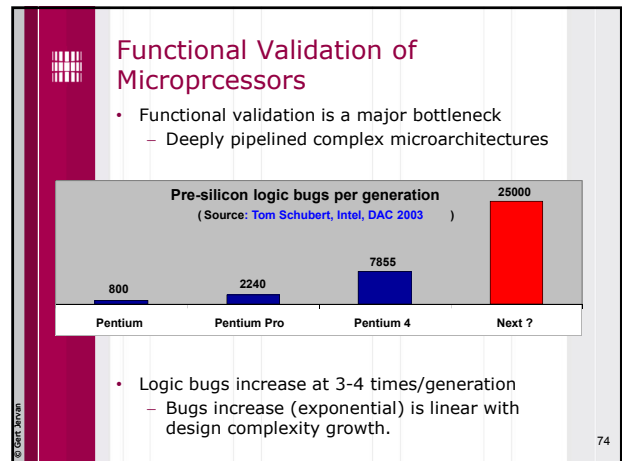 Functional Validation of
Microprcessors
• Functional validation is a major bottleneck
– Deeply pipelined complex microarchitectures
Pre-silicon logic bugs per generation
( Source: Tom Schubert, Intel, DAC 2003 )
800
2240
7855
25000
Pentium
Pentium Pro
Pentium 4
Next ?
• Logic bugs increase at 3-4 times/generation
– Bugs increase (exponential) is linear with
design complexity growth.
© Gert Jervan
74